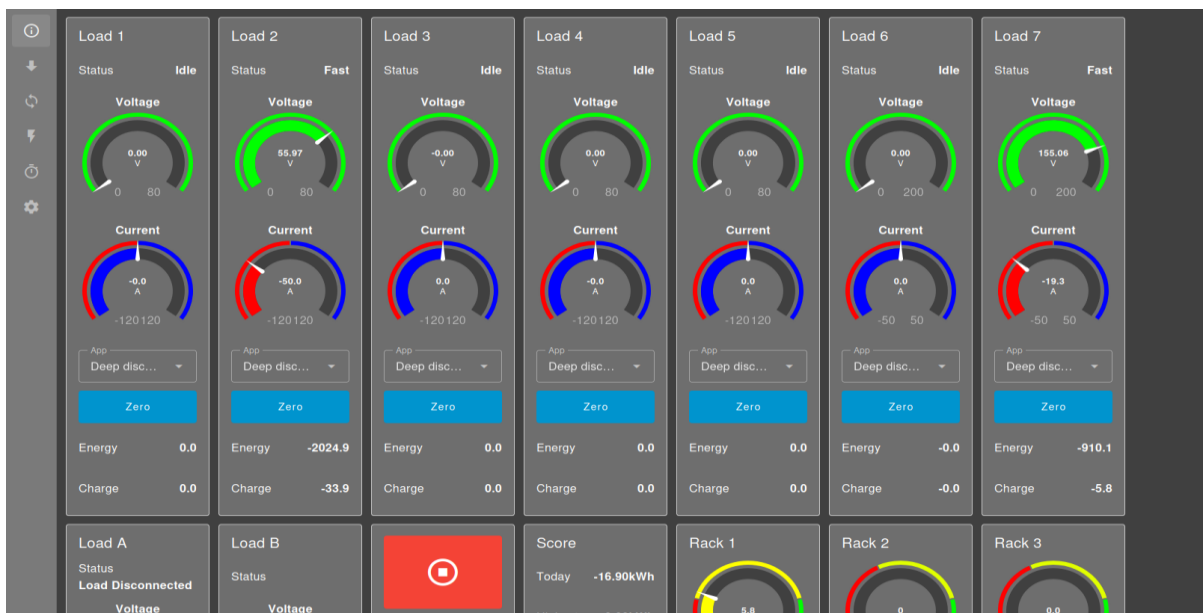 Load 1
Status Idle
Voltage
0.00
V
0 80
Current
-0.0
A
-120 120
App
Deep disc...
Zero
Energy 0.0
Charge 0.0
Load 2
Status Fast
Voltage
55.97
V
0 80
Current
-50.0
A
-120 120
App
Deep disc...
Zero
Energy -2024.9
Charge -33.9
Load 3
Status Idle
Voltage
-0.00
V
0 80
Current
0.0
A
-120 120
App
Deep disc...
Zero
Energy 0.0
Charge 0.0
Load 4
Status Idle
Voltage
0.00
V
0 80
Current
-0.0
A
-120 120
App
Deep disc...
Zero
Energy 0.0
Charge 0.0
Load 5
Status Idle
Voltage
0.00
V
0 80
Current
0.0
A
-120 120
App
Deep disc...
Zero
Energy 0.0
Charge 0.0
Load 6
Status Idle
Voltage
0.00
V
0 200
Current
0.0
A
-50 50
App
Deep disc...
Zero
Energy -0.0
Charge -0.0
Load 7
Status Fast
Voltage
155.06
V
0 200
Current
-19.3
A
-50 50
App
Deep disc...
Zero
Energy -910.1
Charge -5.8
Load A
Status
Load Disconnected
Voltage
Load B
Status
Voltage
Score
Today -16.90kWh
Rack 1
5.8
Rack 2
0
Rack 3
0.0